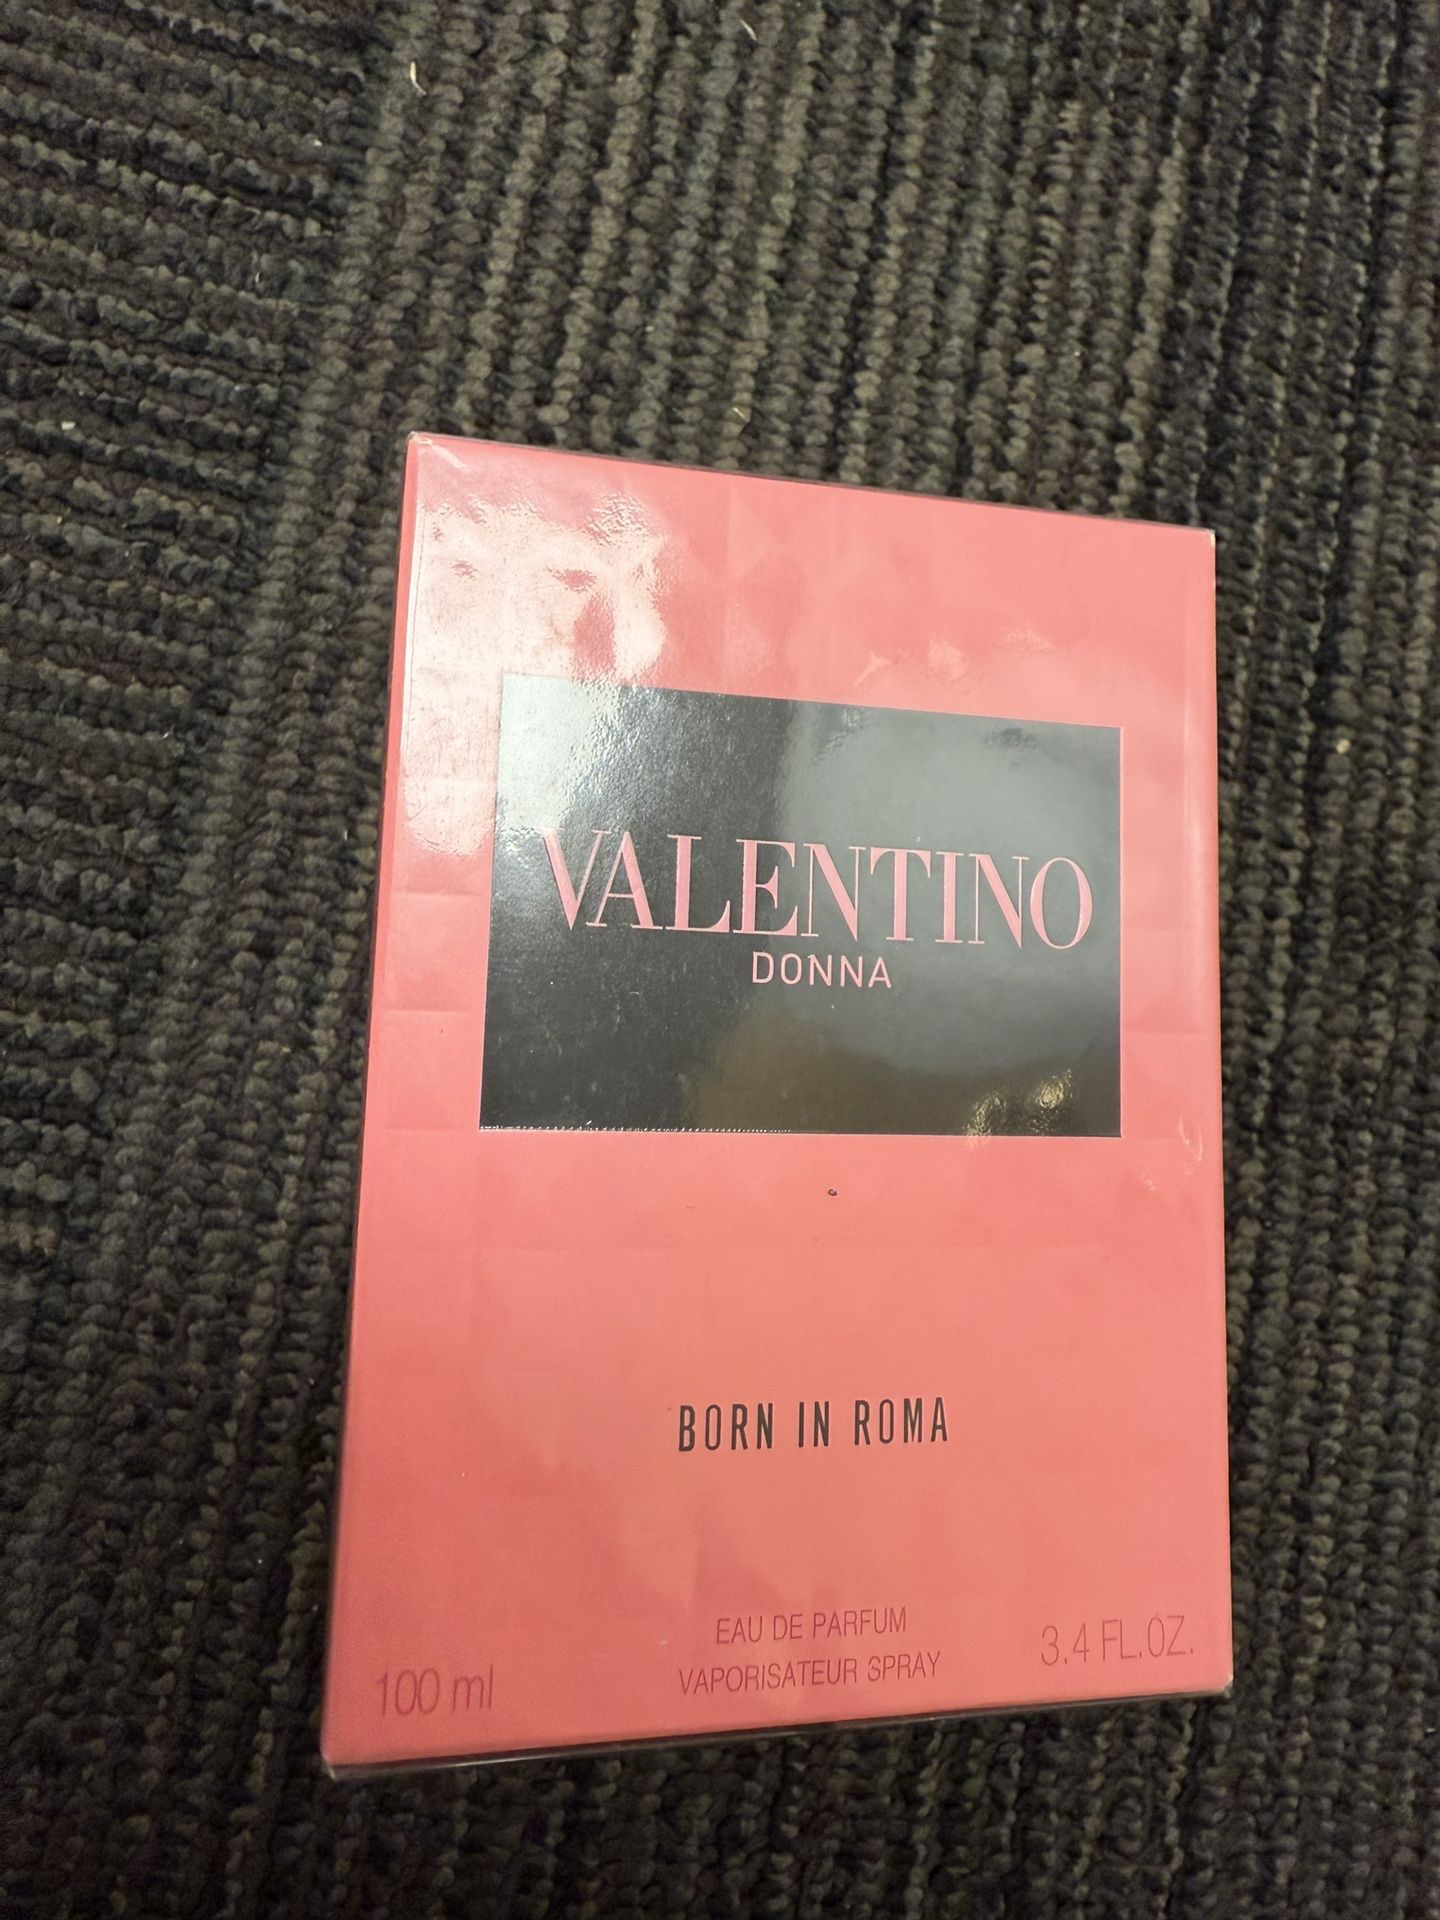 VALENTINO
DONNA
BORN IN ROMA
EAU DE PARFUM
VAPORISATEUR SPRAY
100 ml
3.4 FL.OZ.